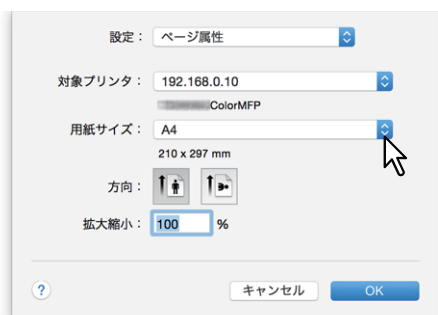 設定： ページ属性
対象プリンタ： 192.168.0.10
ColorMFP
用紙サイズ： A4
210 x 297 mm
方向：
拡大縮小： 100 %
? キャンセル OK